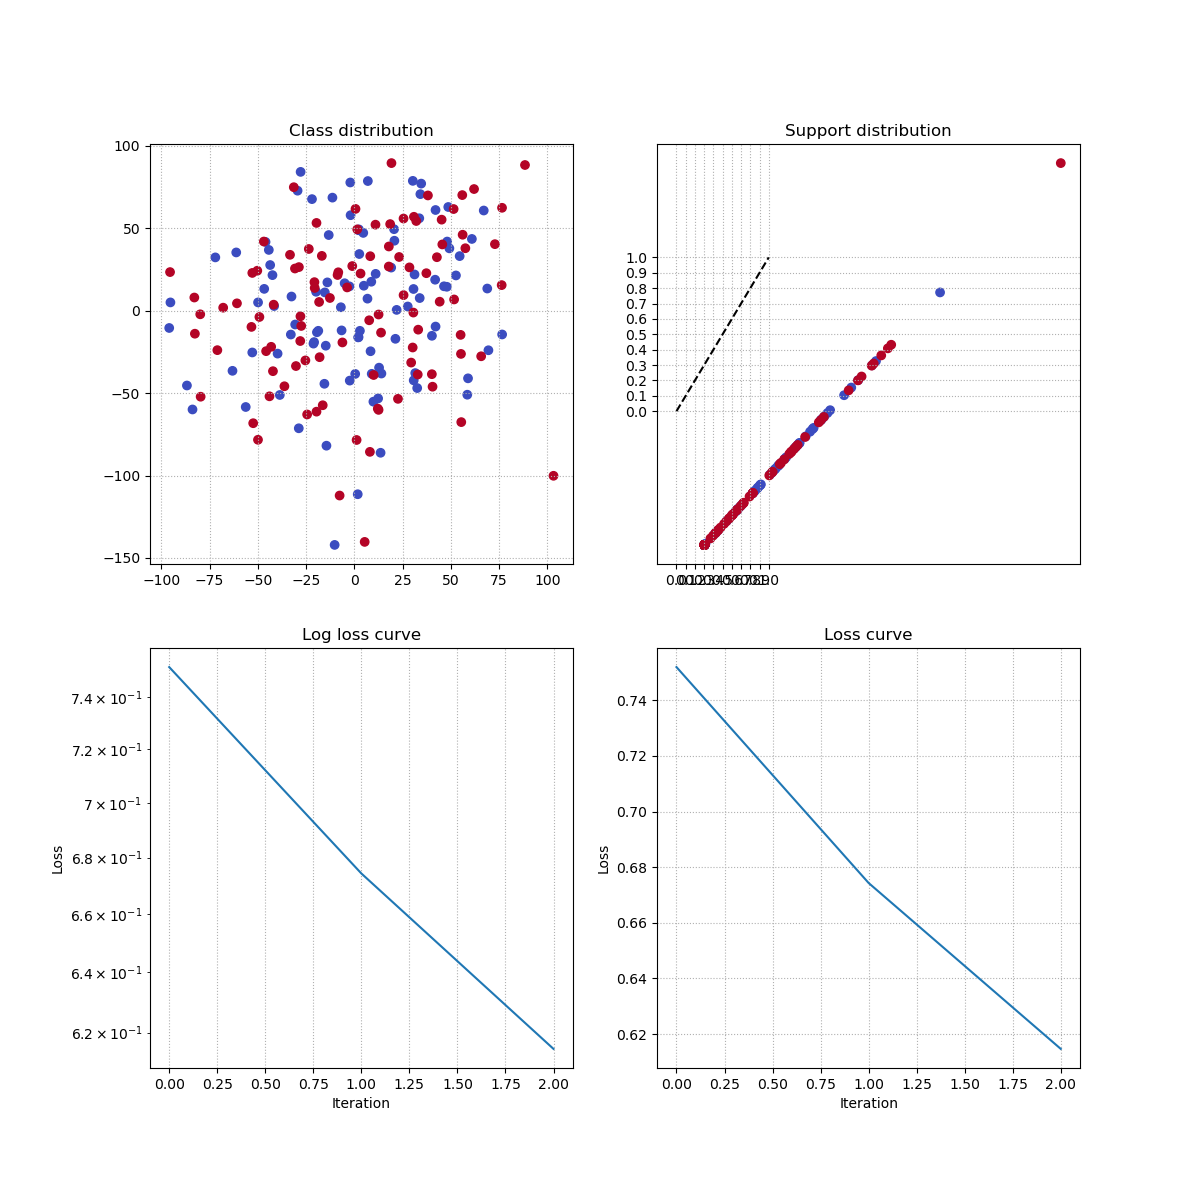 Class distribution
100
50
0
−50
−100
−150
−100 −75 −50 −25 0 25 50 75 100
Support distribution
1.0
0.9
0.8
0.7
0.6
0.5
0.4
0.3
0.2
0.1
0.0
Log loss curve
7.4 × 10⁻¹
7.2 × 10⁻¹
7 × 10⁻¹
6.8 × 10⁻¹
6.6 × 10⁻¹
6.4 × 10⁻¹
6.2 × 10⁻¹
Loss
0.00 0.25 0.50 0.75 1.00 1.25 1.50 1.75 2.00
Iteration
Loss curve
0.74
0.72
0.70
0.68
0.66
0.64
0.62
Loss
0.00 0.25 0.50 0.75 1.00 1.25 1.50 1.75 2.00
Iteration